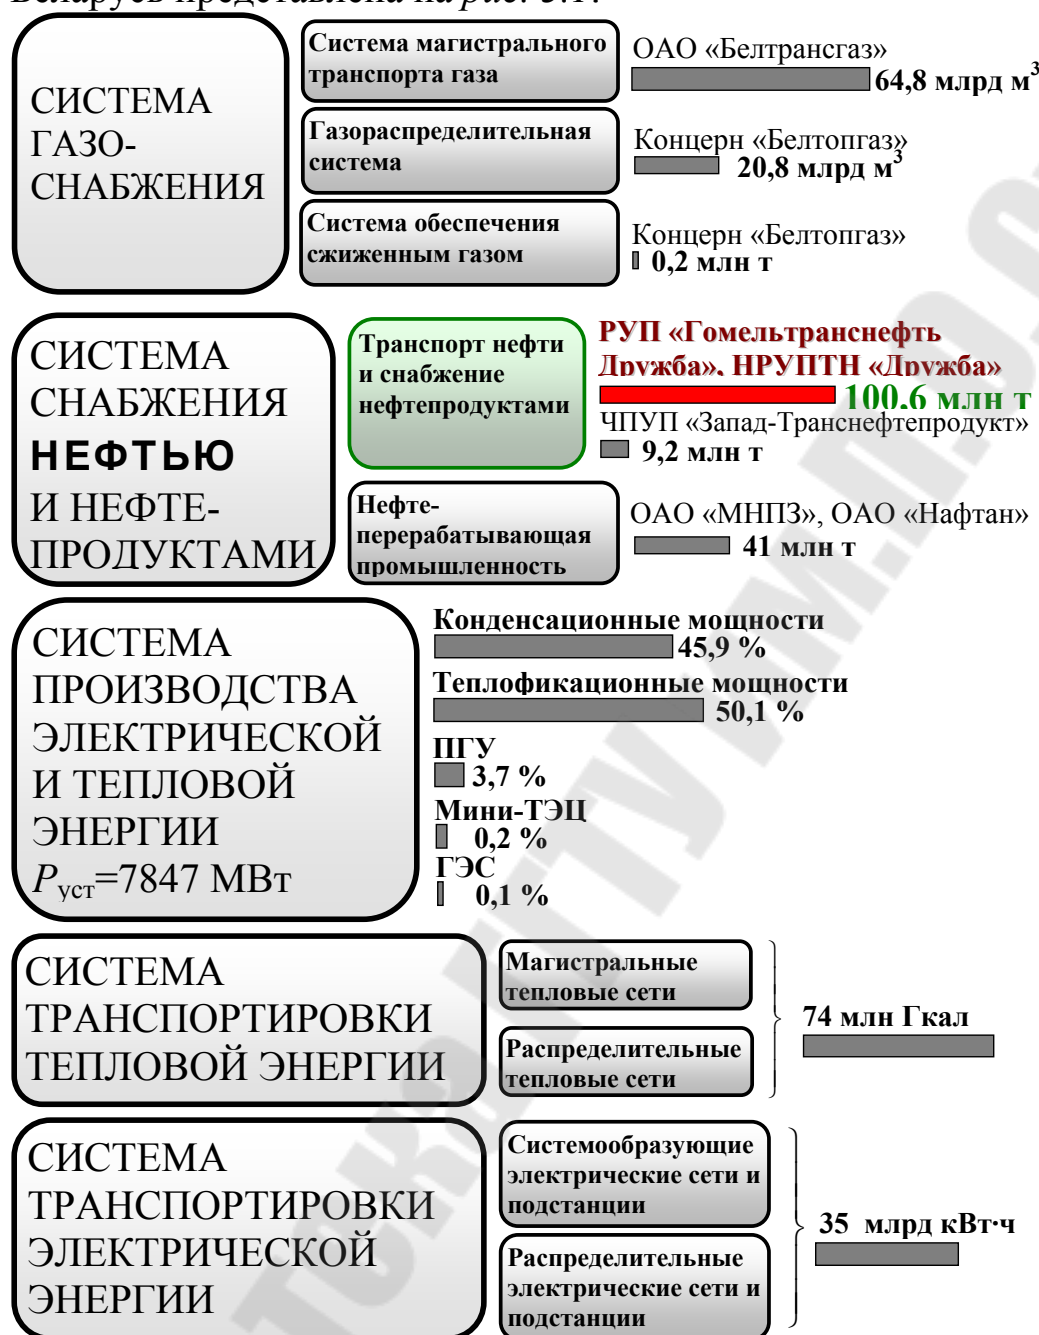 Беларусь представлена на рис. 3.1.
СИСТЕМА
ГАЗО-
СНАБЖЕНИЯ
Система магистрального
транспорта газа
ОАО «Белтрансгаз»
64,8 млрд м³
Газораспределительная
система
Концерн «Белтопгаз»
20,8 млрд м³
Система обеспечения
сжиженным газом
Концерн «Белтопгаз»
0,2 млн т
СИСТЕМА
СНАБЖЕНИЯ
НЕФТЬЮ
И НЕФТЕ-
ПРОДУКТАМИ
Транспорт нефти
и снабжение
нефтепродуктами
РУП «Гомельтранснефть
Дружба», НРУПТН «Дружба»
100,6 млн т
ЧПУП «Запад-Транснефтепродукт»
9,2 млн т
Нефте-
перерабатывающая
промышленность
ОАО «МНПЗ», ОАО «Нафтан»
41 млн т
СИСТЕМА
ПРОИЗВОДСТВА
ЭЛЕКТРИЧЕСКОЙ
И ТЕПЛОВОЙ
ЭНЕРГИИ
Pуст=7847 МВт
Конденсационные мощности
45,9 %
Теплофикационные мощности
50,1 %
ПГУ
3,7 %
Мини-ТЭЦ
0,2 %
ГЭС
0,1 %
СИСТЕМА
ТРАНСПОРТИРОВКИ
ТЕПЛОВОЙ ЭНЕРГИИ
Магистральные
тепловые сети
Распределительные
тепловые сети
74 млн Гкал
СИСТЕМА
ТРАНСПОРТИРОВКИ
ЭЛЕКТРИЧЕСКОЙ
ЭНЕРГИИ
Системообразующие
электрические сети и
подстанции
Распределительные
электрические сети и
подстанции
35 млрд кВт·ч